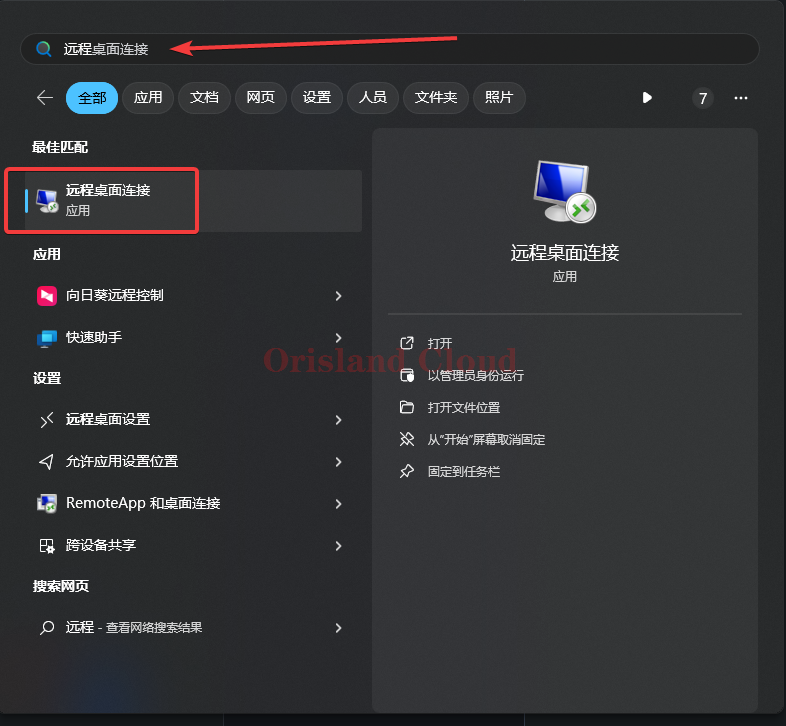 远程桌面连接
全部 应用 文档 网页 设置 人员 文件夹 照片 7
最佳匹配
远程桌面连接
应用
应用
向日葵远程控制
快速助手
设置
远程桌面设置
允许应用设置位置
RemoteApp 和桌面连接
跨设备共享
搜索网页
远程 - 查看网络搜索结果
远程桌面连接
应用
打开
以管理员身份运行
打开文件位置
从"开始"屏幕取消固定
固定到任务栏
Orisland Cloud